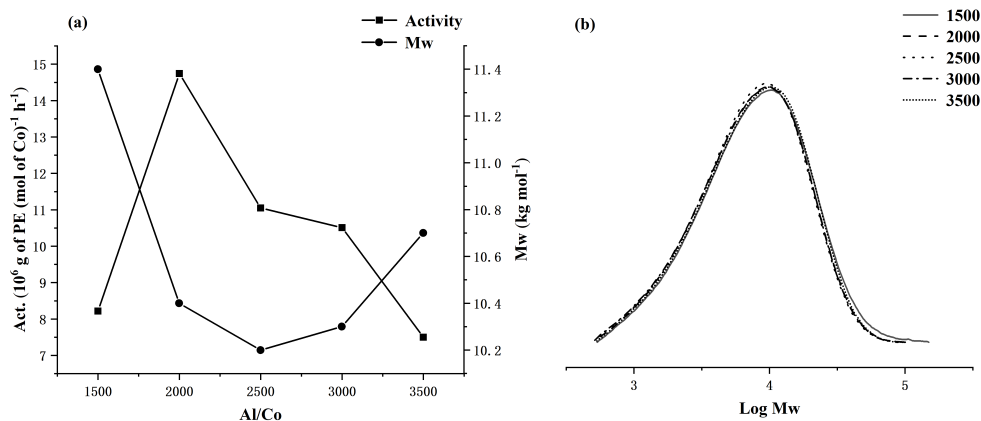 (a)
Activity
Mw
15
14
13
12
11
10
9
8
7
Act. (10⁶ g of PE (mol of Co)⁻¹ h⁻¹)
11.4
11.2
11.0
10.8
10.6
10.4
10.2
Mw (kg mol⁻¹)
1500 2000 2500 3000 3500
Al/Co
(b)
1500
2000
2500
3000
3500
3 4 5
Log Mw